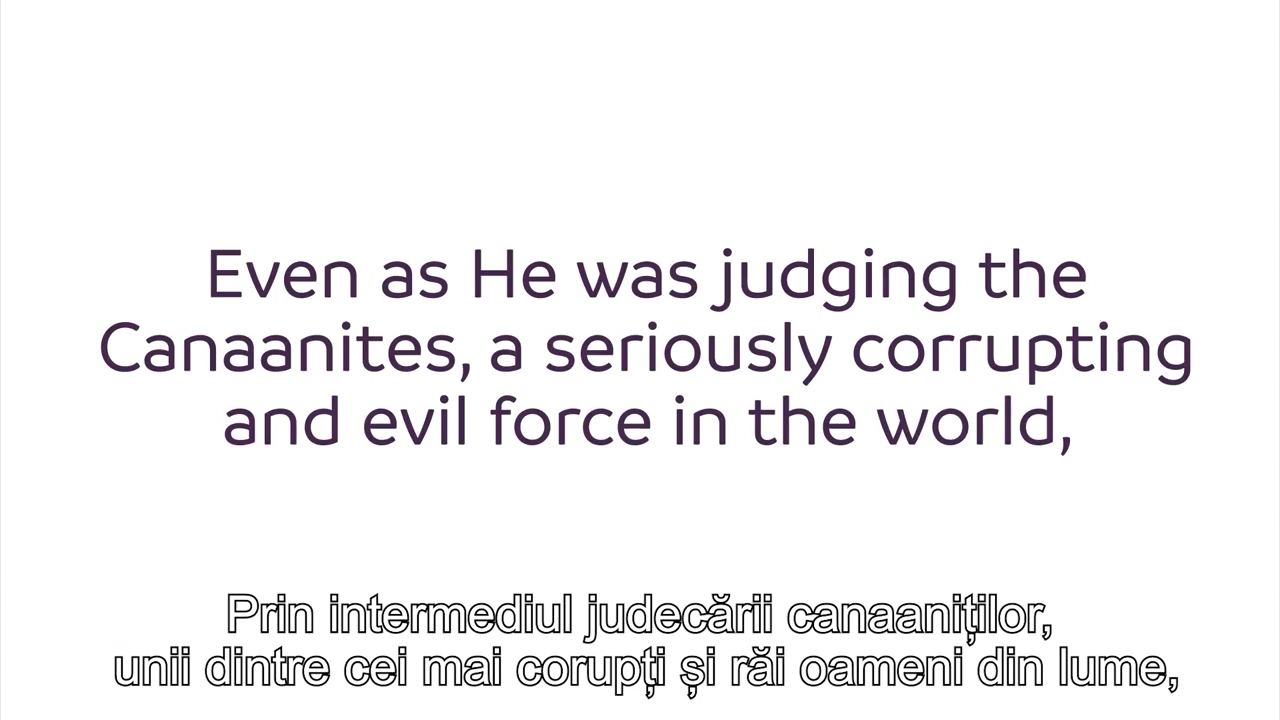 Even as He was judging the
Canaanites, a seriously corrupting
and evil force in the world,
Prin intermediul judecării canaaniților,
unii dintre cei mai corupți și răi oameni din lume,